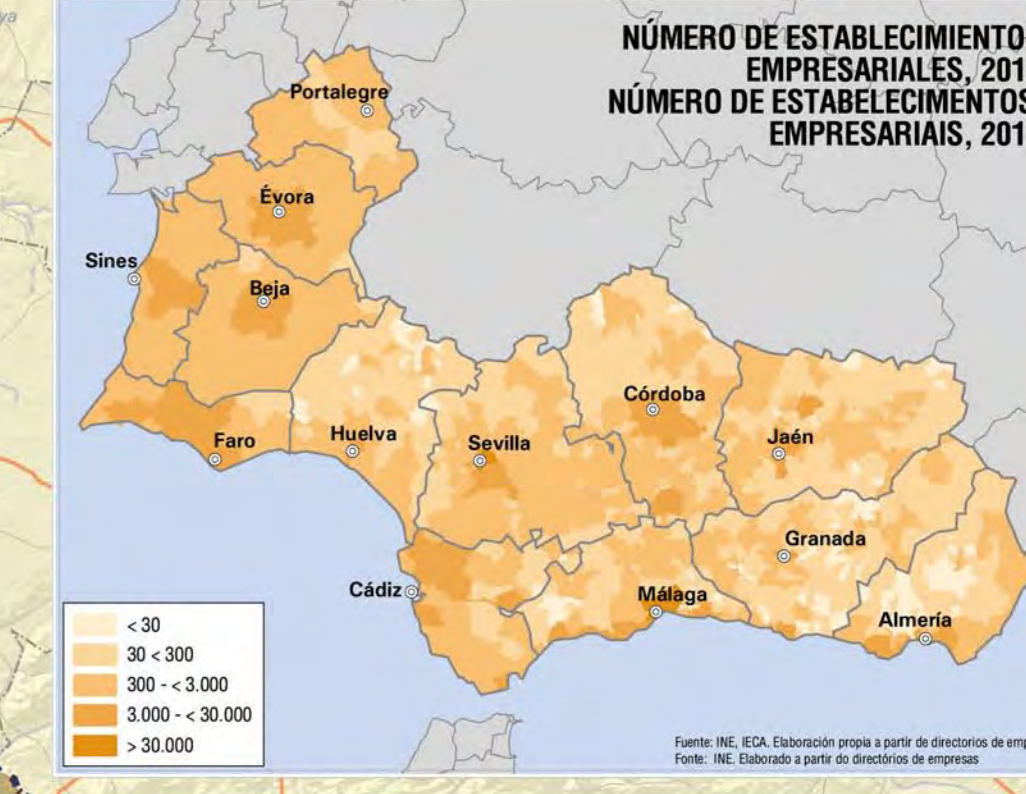 NÚMERO DE ESTABLECIMIENTO
EMPRESARIALES, 201
NÚMERO DE ESTABELECIMENTOS
EMPRESARIAIS, 201
Portalegre
Évora
Sines
Beja
Córdoba
Faro
Huelva
Sevilla
Jaén
Granada
Cádiz
Málaga
Almería
< 30
30 < 300
300 - < 3.000
3.000 - < 30.000
> 30.000
Fuente: INE, IECA. Elaboración propia a partir de directorios de emp
Fonte: INE. Elaborado a partir do directórios de empresas